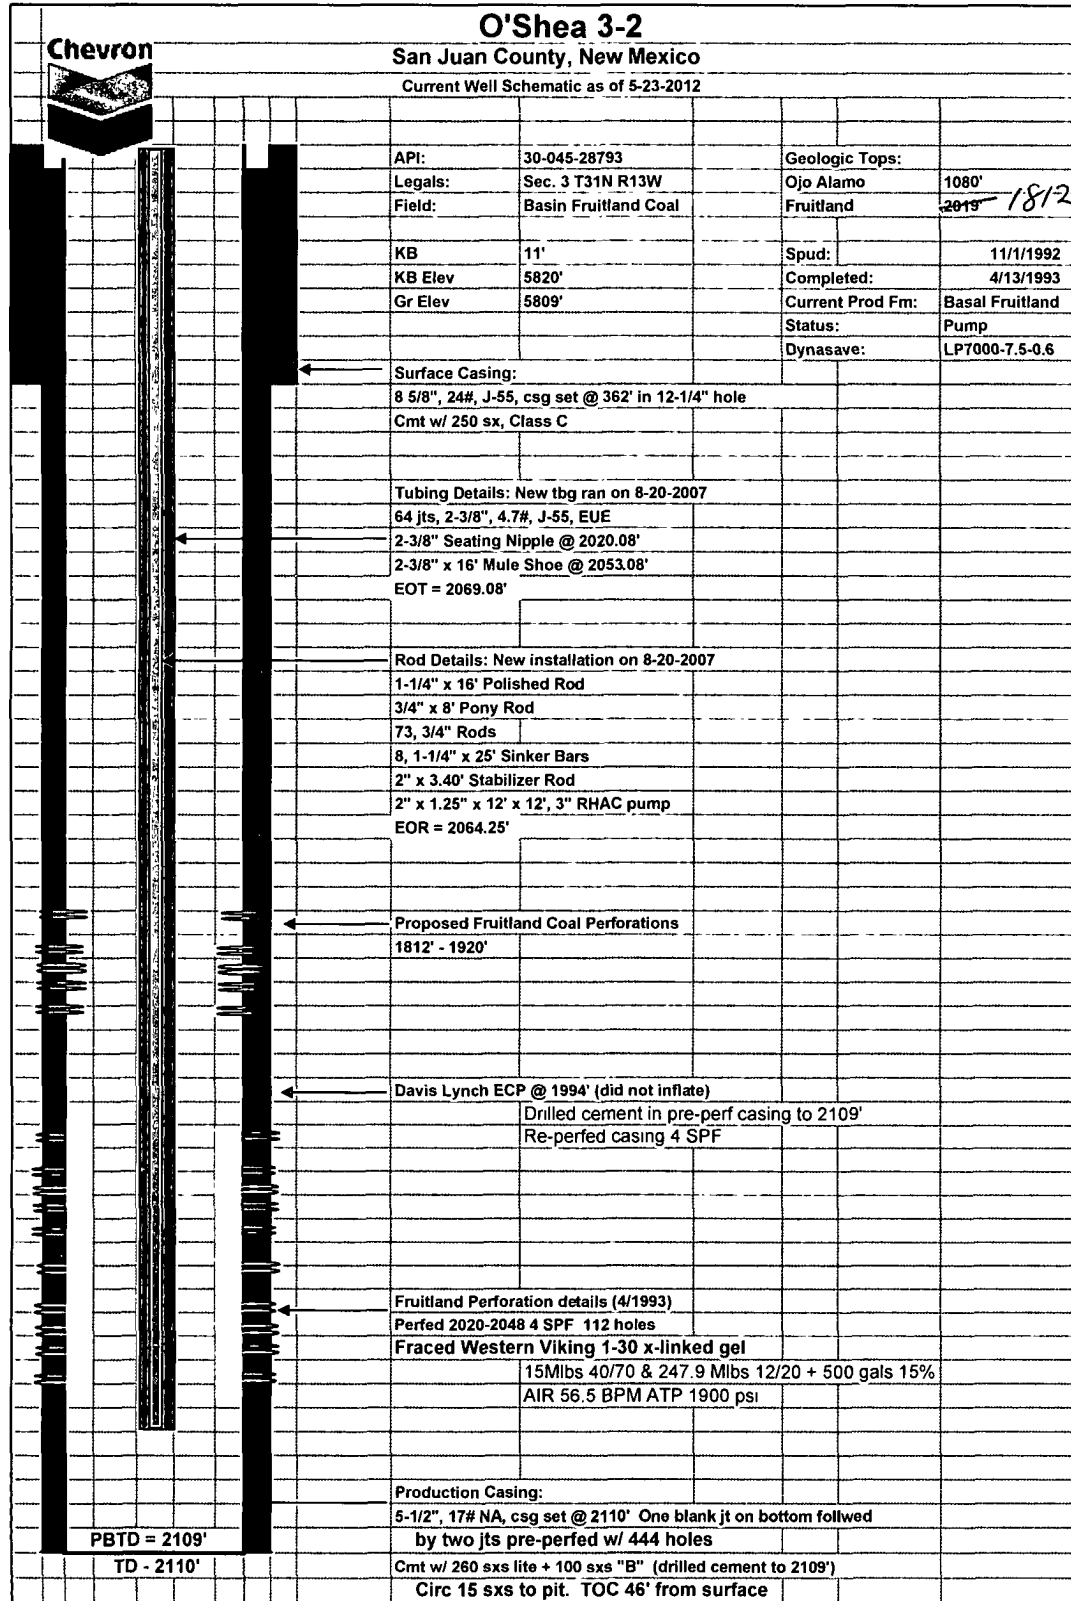 O'Shea 3-2
Chevron
San Juan County, New Mexico
Current Well Schematic as of 5-23-2012
API: 30-045-28793 Geologic Tops:
Legals: Sec. 3 T31N R13W Ojo Alamo 1080'
Field: Basin Fruitland Coal Fruitland 2019' 1812
KB 11' Spud: 11/1/1992
KB Elev 5820' Completed: 4/13/1993
Gr Elev 5809' Current Prod Fm: Basal Fruitland
Status: Pump
Dynasave: LP7000-7.5-0.6
Surface Casing:
8 5/8", 24#, J-55, csg set @ 362' in 12-1/4" hole
Cmt w/ 250 sx, Class C
Tubing Details: New tbg ran on 8-20-2007
64 jts, 2-3/8", 4.7#, J-55, EUE
2-3/8" Seating Nipple @ 2020.08'
2-3/8" x 16' Mule Shoe @ 2053.08'
EOT = 2069.08'
Rod Details: New installation on 8-20-2007
1-1/4" x 16' Polished Rod
3/4" x 8' Pony Rod
73, 3/4" Rods
8, 1-1/4" x 25' Sinker Bars
2" x 3.40' Stabilizer Rod
2" x 1.25" x 12' x 12', 3" RHAC pump
EOR = 2064.25'
Proposed Fruitland Coal Perforations
1812' - 1920'
Davis Lynch ECP @ 1994' (did not inflate)
Drilled cement in pre-perf casing to 2109'
Re-perfed casing 4 SPF
Fruitland Perforation details (4/1993)
Perfed 2020-2048 4 SPF 112 holes
Fraced Western Viking 1-30 x-linked gel
15Mlbs 40/70 & 247.9 Mlbs 12/20 + 500 gals 15%
AIR 56.5 BPM ATP 1900 psi
Production Casing:
5-1/2", 17# NA, csg set @ 2110' One blank jt on bottom follwed
PBTD = 2109' by two jts pre-perfed w/ 444 holes
TD - 2110' Cmt w/ 260 sxs lite + 100 sxs "B" (drilled cement to 2109')
Circ 15 sxs to pit. TOC 46' from surface